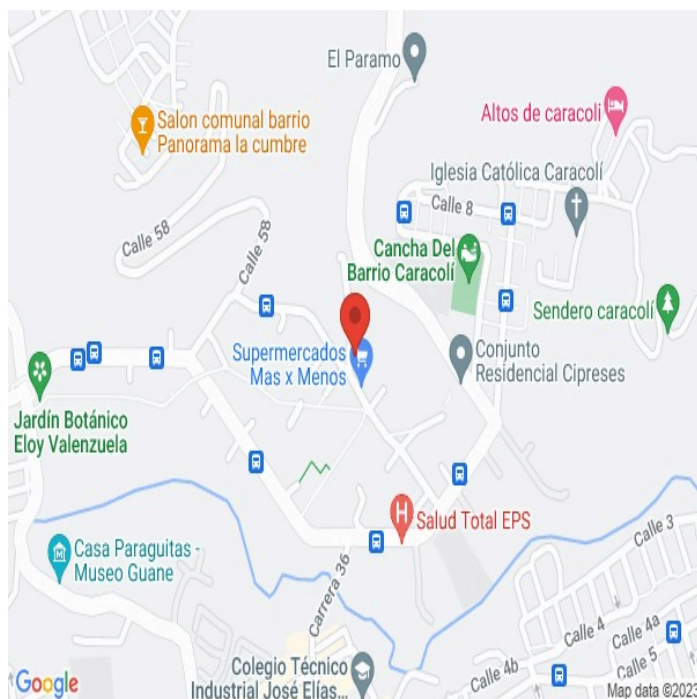 El Paramo
Salon comunal barrio
Panorama la cumbre
Altos de caracoli
Iglesia Católica Caracolí
Calle 8
Calle 58
Calle 58
Cancha Del
Barrio Caracolí
Sendero caracolí
Supermercados
Mas x Menos
Conjunto
Residencial Cipreses
Jardín Botánico
Eloy Valenzuela
H
Salud Total EPS
Casa Paraguitas -
Museo Guane
Carrera 36
Calle 3
Calle 4
Calle 4a
Calle 5
Calle 4b
Colegio Técnico
Industrial José Elías...
Google
Map data ©202